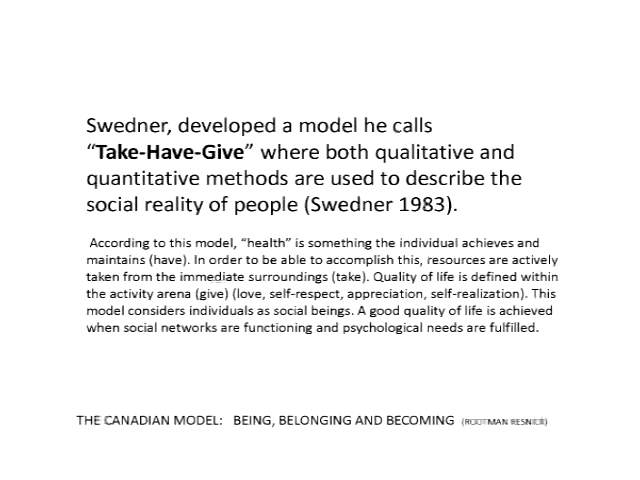 Swedner, developed a model he calls
“Take-Have-Give” where both qualitative and
quantitative methods are used to describe the
social reality of people (Swedner 1983).
According to this model, “health” is something the individual achieves and
maintains (have). In order to be able to accomplish this, resources are actively
taken from the immediate surroundings (take). Quality of life is defined within
the activity arena (give) (love, self-respect, appreciation, self-realization). This
model considers individuals as social beings. A good quality of life is achieved
when social networks are functioning and psychological needs are fulfilled.
THE CANADIAN MODEL: BEING, BELONGING AND BECOMING